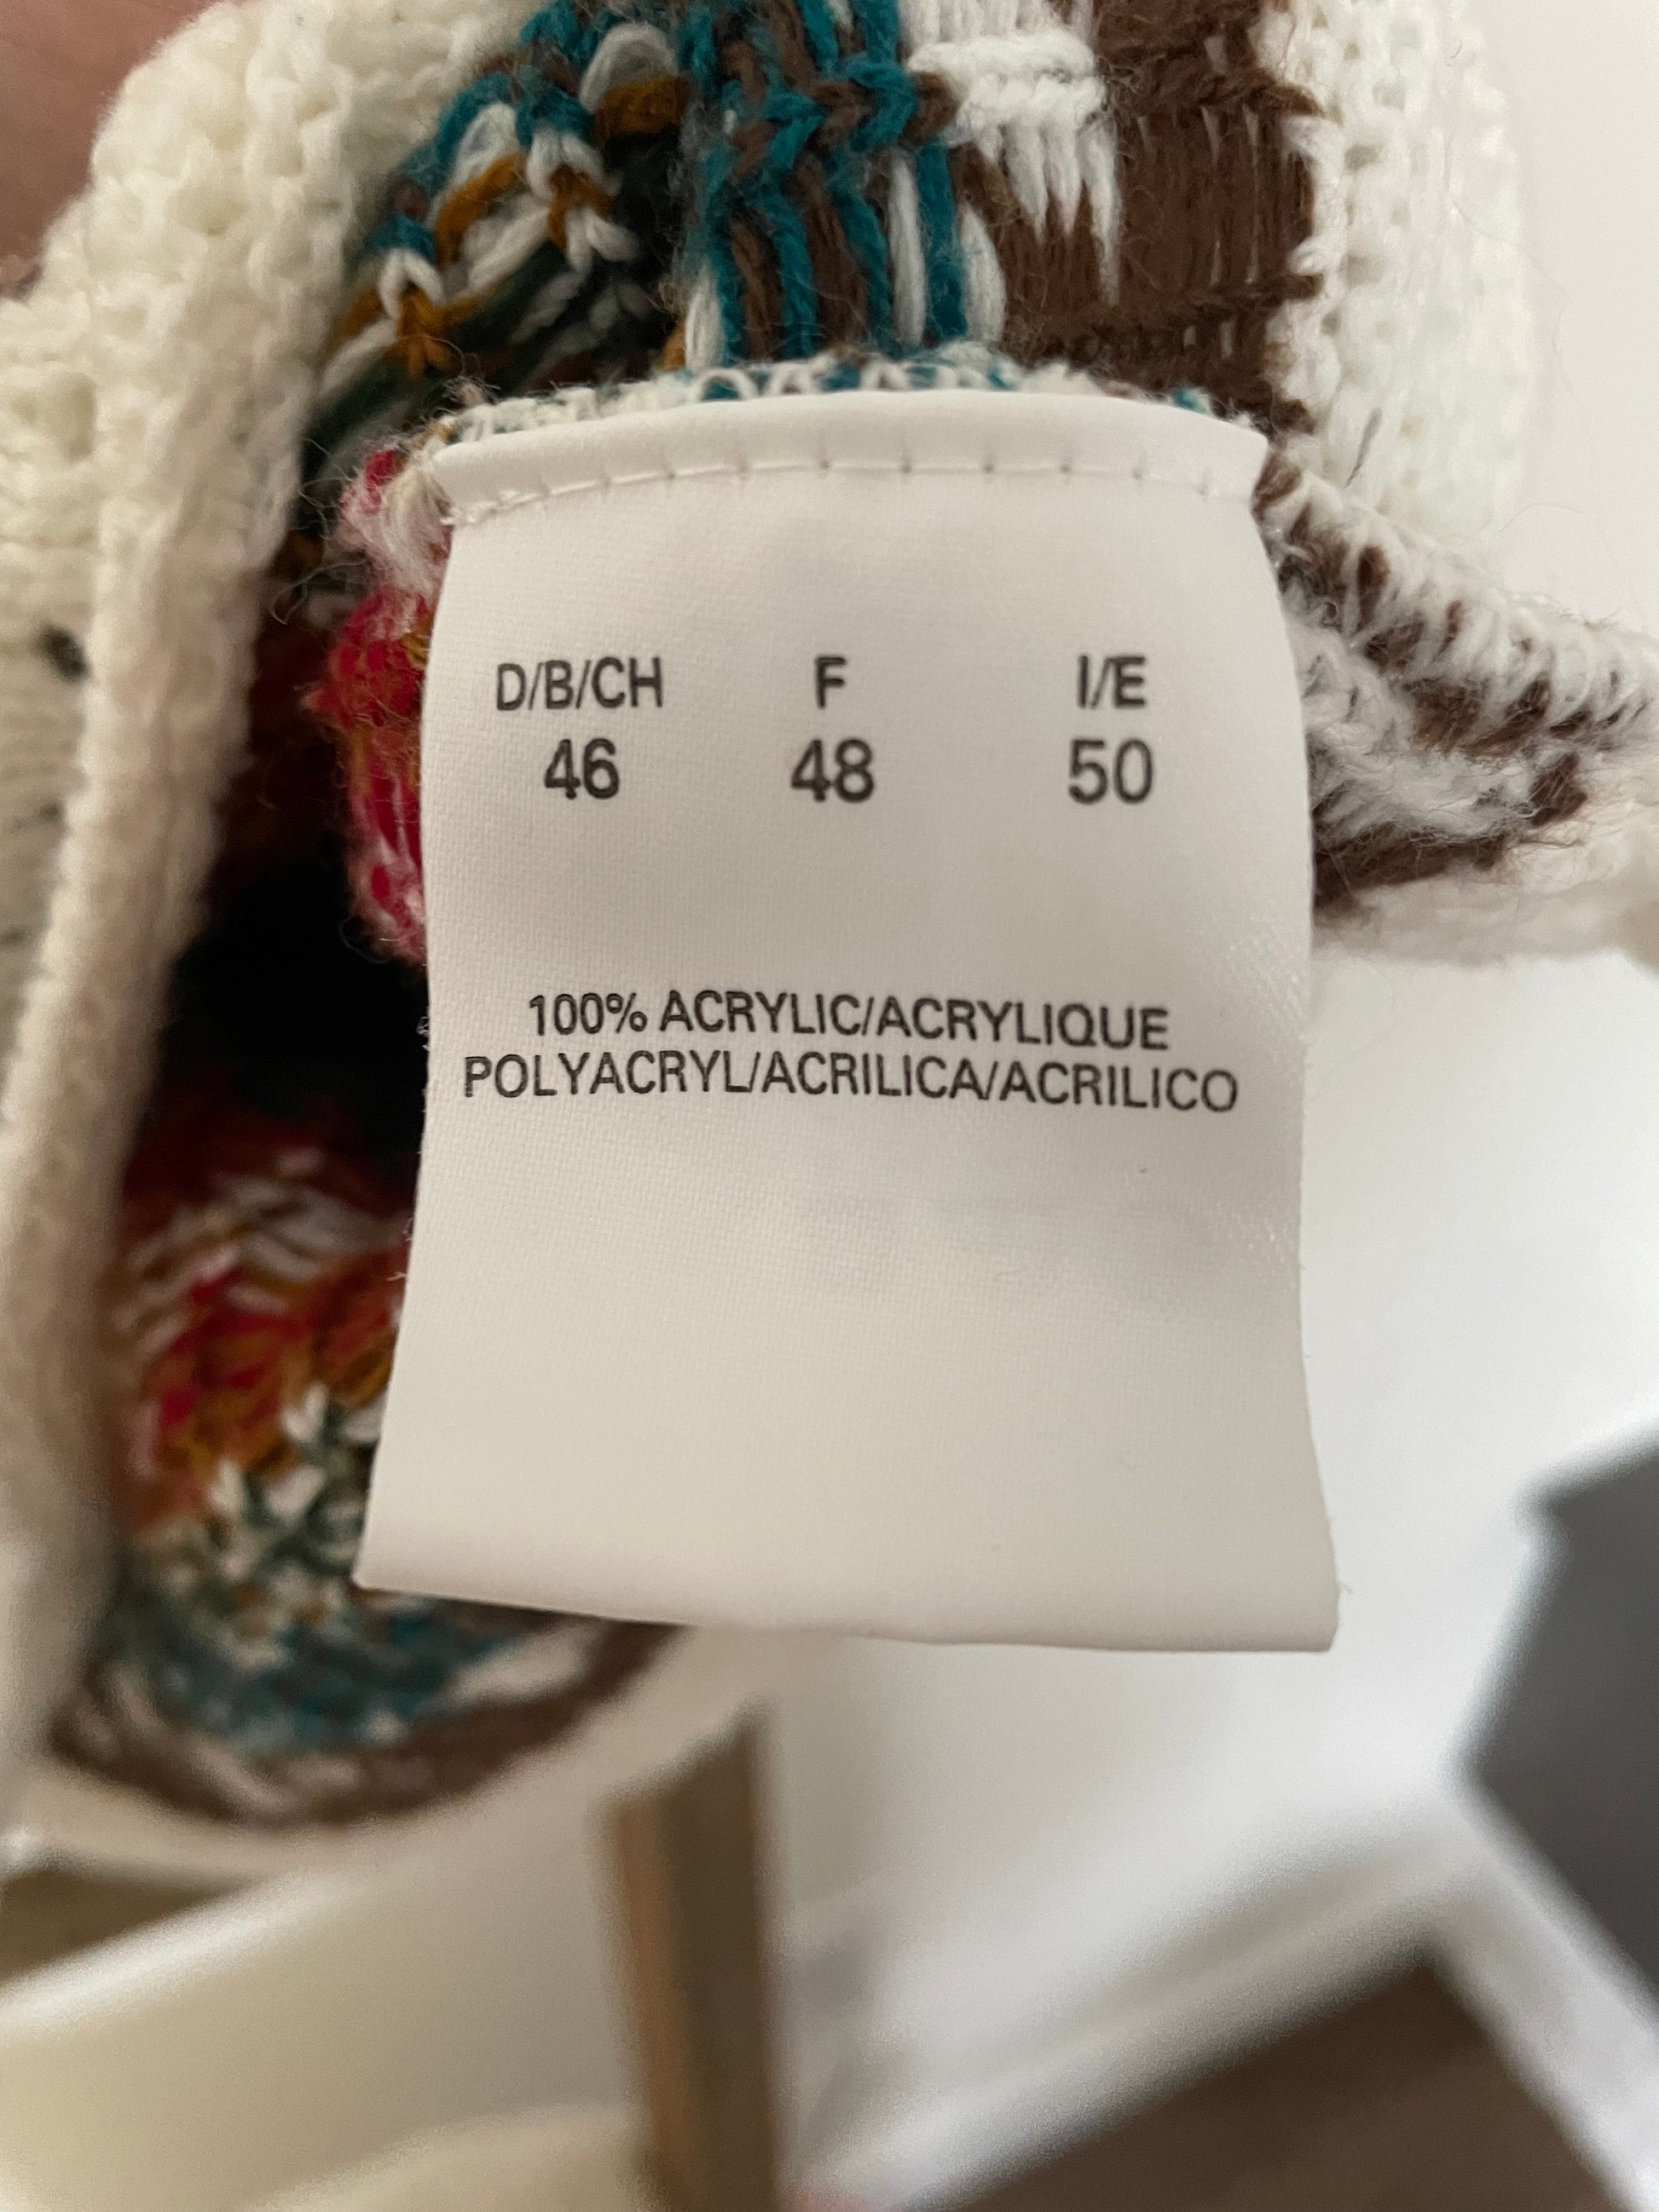 D/B/CH F I/E
46 48 50
100% ACRYLIC/ACRYLIQUE
POLYACRYL/ACRILICA/ACRILICO